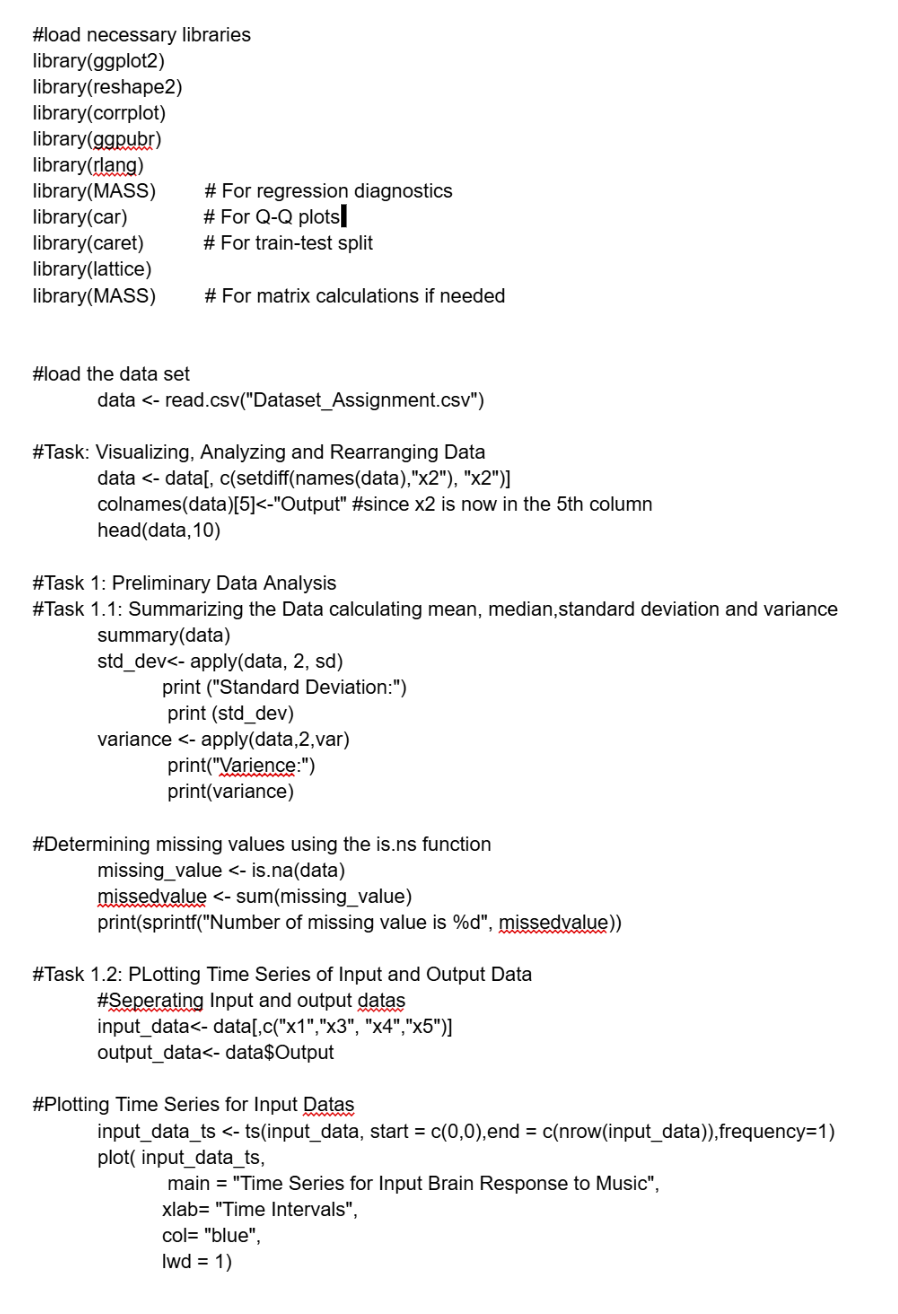 #load necessary libraries
library(ggplot2)
library(reshape2)
library(corrplot)
library(ggpubr)
library(rlang)
library(MASS) # For regression diagnostics
library(car) # For Q-Q plots
library(caret) # For train-test split
library(lattice)
library(MASS) # For matrix calculations if needed
#load the data set
data <- read.csv("Dataset_Assignment.csv")
#Task: Visualizing, Analyzing and Rearranging Data
data <- data[, c(setdiff(names(data),"x2"), "x2")]
colnames(data)[5]<-"Output" #since x2 is now in the 5th column
head(data,10)
#Task 1: Preliminary Data Analysis
#Task 1.1: Summarizing the Data calculating mean, median,standard deviation and variance
summary(data)
std_dev<- apply(data, 2, sd)
print ("Standard Deviation:")
print (std_dev)
variance <- apply(data,2,var)
print("Varience:")
print(variance)
#Determining missing values using the is.ns function
missing_value <- is.na(data)
missedvalue <- sum(missing_value)
print(sprintf("Number of missing value is %d", missedvalue))
#Task 1.2: PLotting Time Series of Input and Output Data
#Seperating Input and output datas
input_data<- data[,c("x1","x3", "x4","x5")]
output_data<- data$Output
#Plotting Time Series for Input Datas
input_data_ts <- ts(input_data, start = c(0,0),end = c(nrow(input_data)),frequency=1)
plot( input_data_ts,
main = "Time Series for Input Brain Response to Music",
xlab= "Time Intervals",
col= "blue",
lwd = 1)